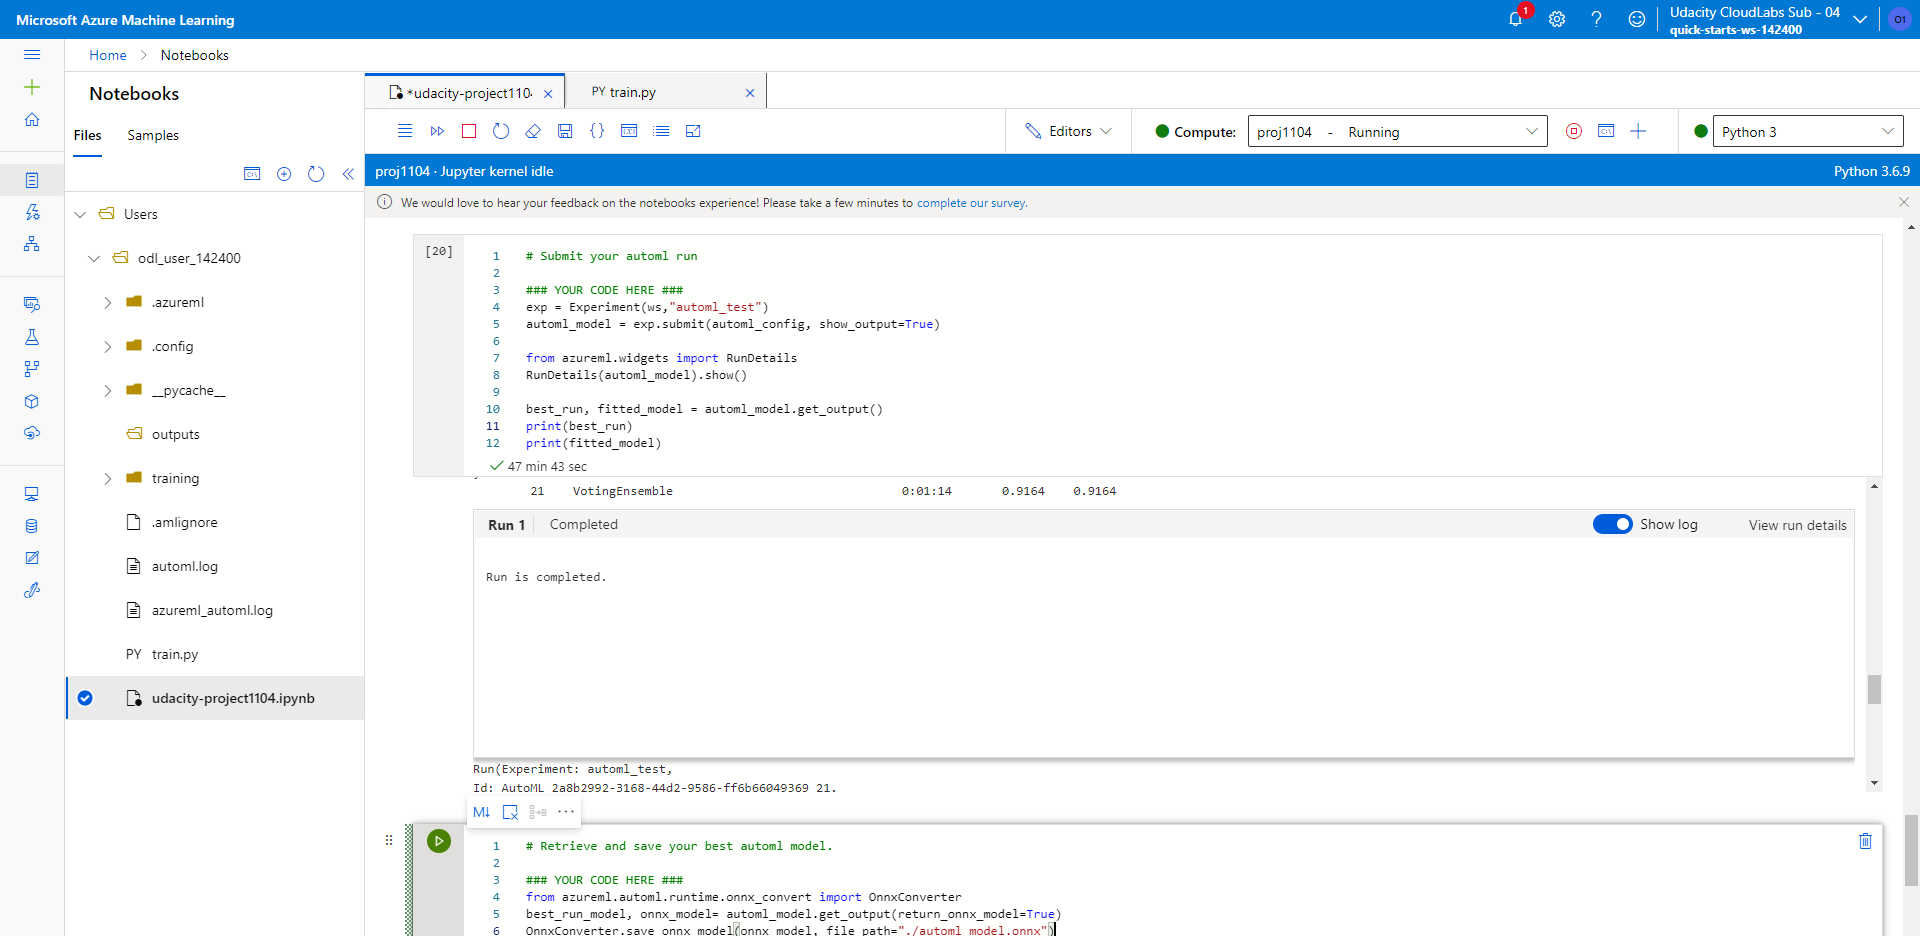 Microsoft Azure Machine Learning
1
Udacity CloudLabs Sub - 04
quick-starts-ws-142400
O1
Home > Notebooks
Notebooks
Files
Samples
Users
odl_user_142400
.azureml
.config
__pycache__
outputs
training
.amlignore
automl.log
azureml_automl.log
PY train.py
udacity-project1104.ipynb
*udacity-project110
PY train.py
Editors
Compute:
proj1104 - Running
Python 3
proj1104 · Jupyter kernel idle
Python 3.6.9
We would love to hear your feedback on the notebooks experience! Please take a few minutes to complete our survey.
[20]
1 # Submit your automl run
2
3 ### YOUR CODE HERE ###
4 exp = Experiment(ws,"automl_test")
5 automl_model = exp.submit(automl_config, show_output=True)
6
7 from azureml.widgets import RunDetails
8 RunDetails(automl_model).show()
9
10 best_run, fitted_model = automl_model.get_output()
11 print(best_run)
12 print(fitted_model)
47 min 43 sec
21 VotingEnsemble 0:01:14 0.9164 0.9164
Run 1 Completed
Show log
View run details
Run is completed.
Run(Experiment: automl_test,
Id: AutoML_2a8b2992-3168-44d2-9586-ff6b66049369_21.
M↓
1 # Retrieve and save your best automl model.
2
3 ### YOUR CODE HERE ###
4 from azureml.automl.runtime.onnx_convert import OnnxConverter
5 best_run_model, onnx_model= automl_model.get_output(return_onnx_model=True)
6 OnnxConverter.save_onnx_model(onnx_model, file_path="./automl_model.onnx")